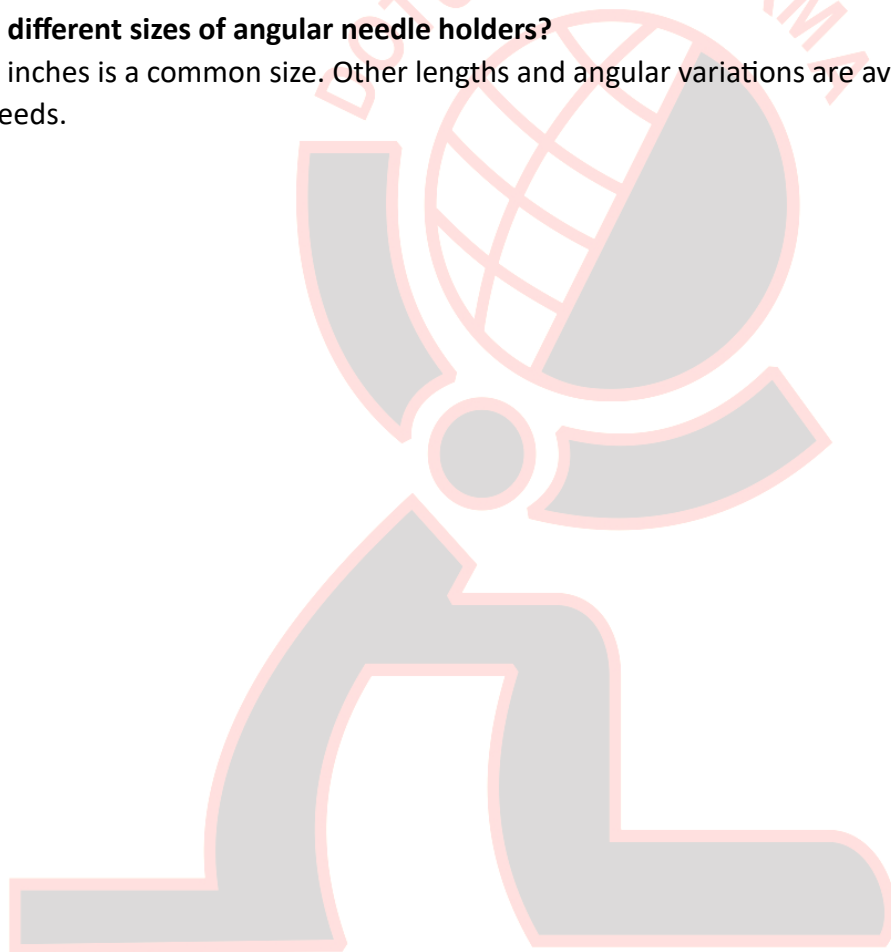 different sizes of angular needle holders?
inches is a common size. Other lengths and angular variations are av
eeds.